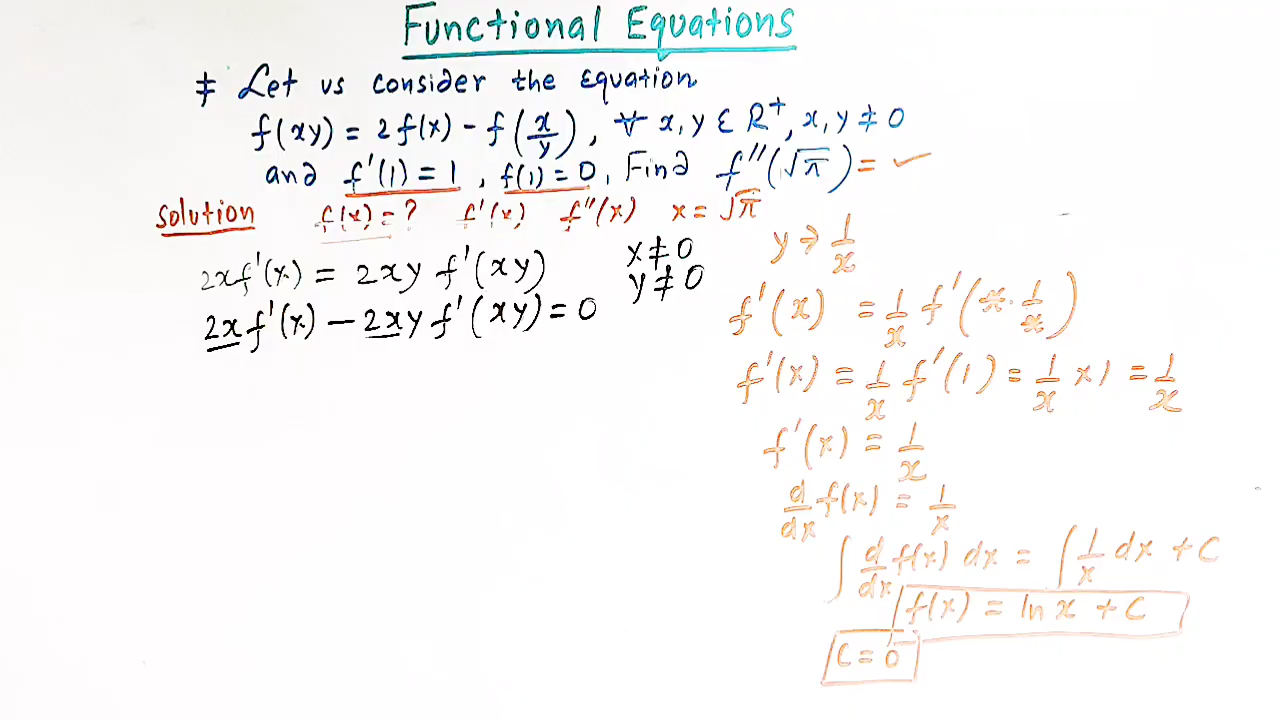 Functional Equations
# Let us consider the Equation
f(xy) = 2f(x) - f(x/y), ∀ x, y ε R⁺, x, y ≠ 0
and f'(1) = 1, f(1) = 0, Find f''(√π) = ✓
Solution f(x) = ? f'(x) f''(x) x = √π
2xf'(x) = 2xy f'(xy) x ≠ 0
y ≠ 0
2xf'(x) - 2xy f'(xy) = 0
y → 1/x
f'(x) = 1/x f'(x · 1/x)
f'(x) = 1/x f'(1) = 1/x × 1 = 1/x
f'(x) = 1/x
d/dx f(x) = 1/x
∫ d/dx f(x) dx = ∫ 1/x dx + C
f(x) = ln x + C
C = 0